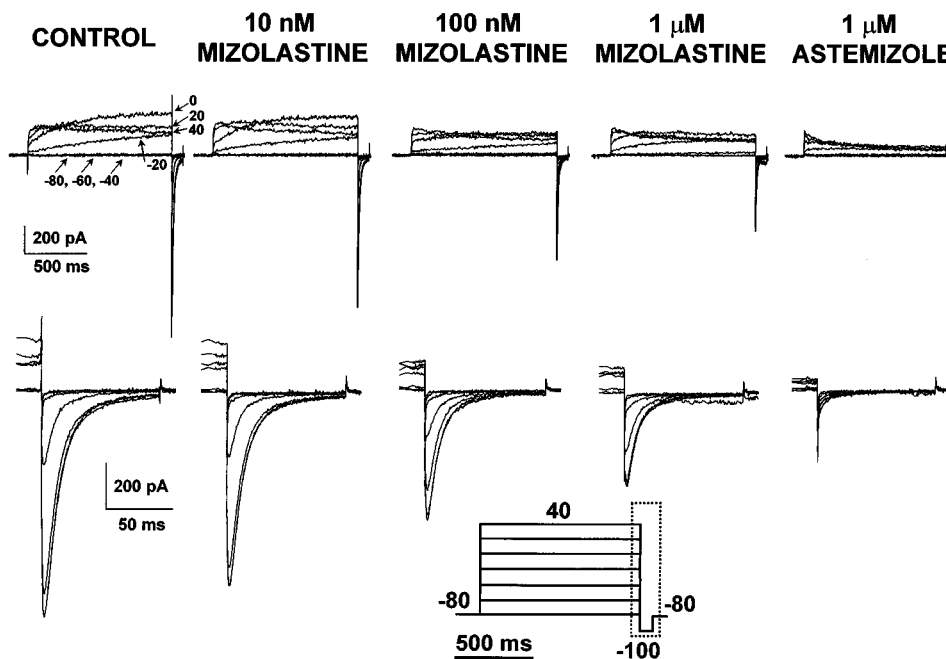 CONTROL
10 nM
MIZOLASTINE
100 nM
MIZOLASTINE
1 μM
MIZOLASTINE
1 μM
ASTEMIZOLE
0
20
40
-20
-80, -60, -40
200 pA
500 ms
200 pA
50 ms
40
-80
-80
-100
500 ms